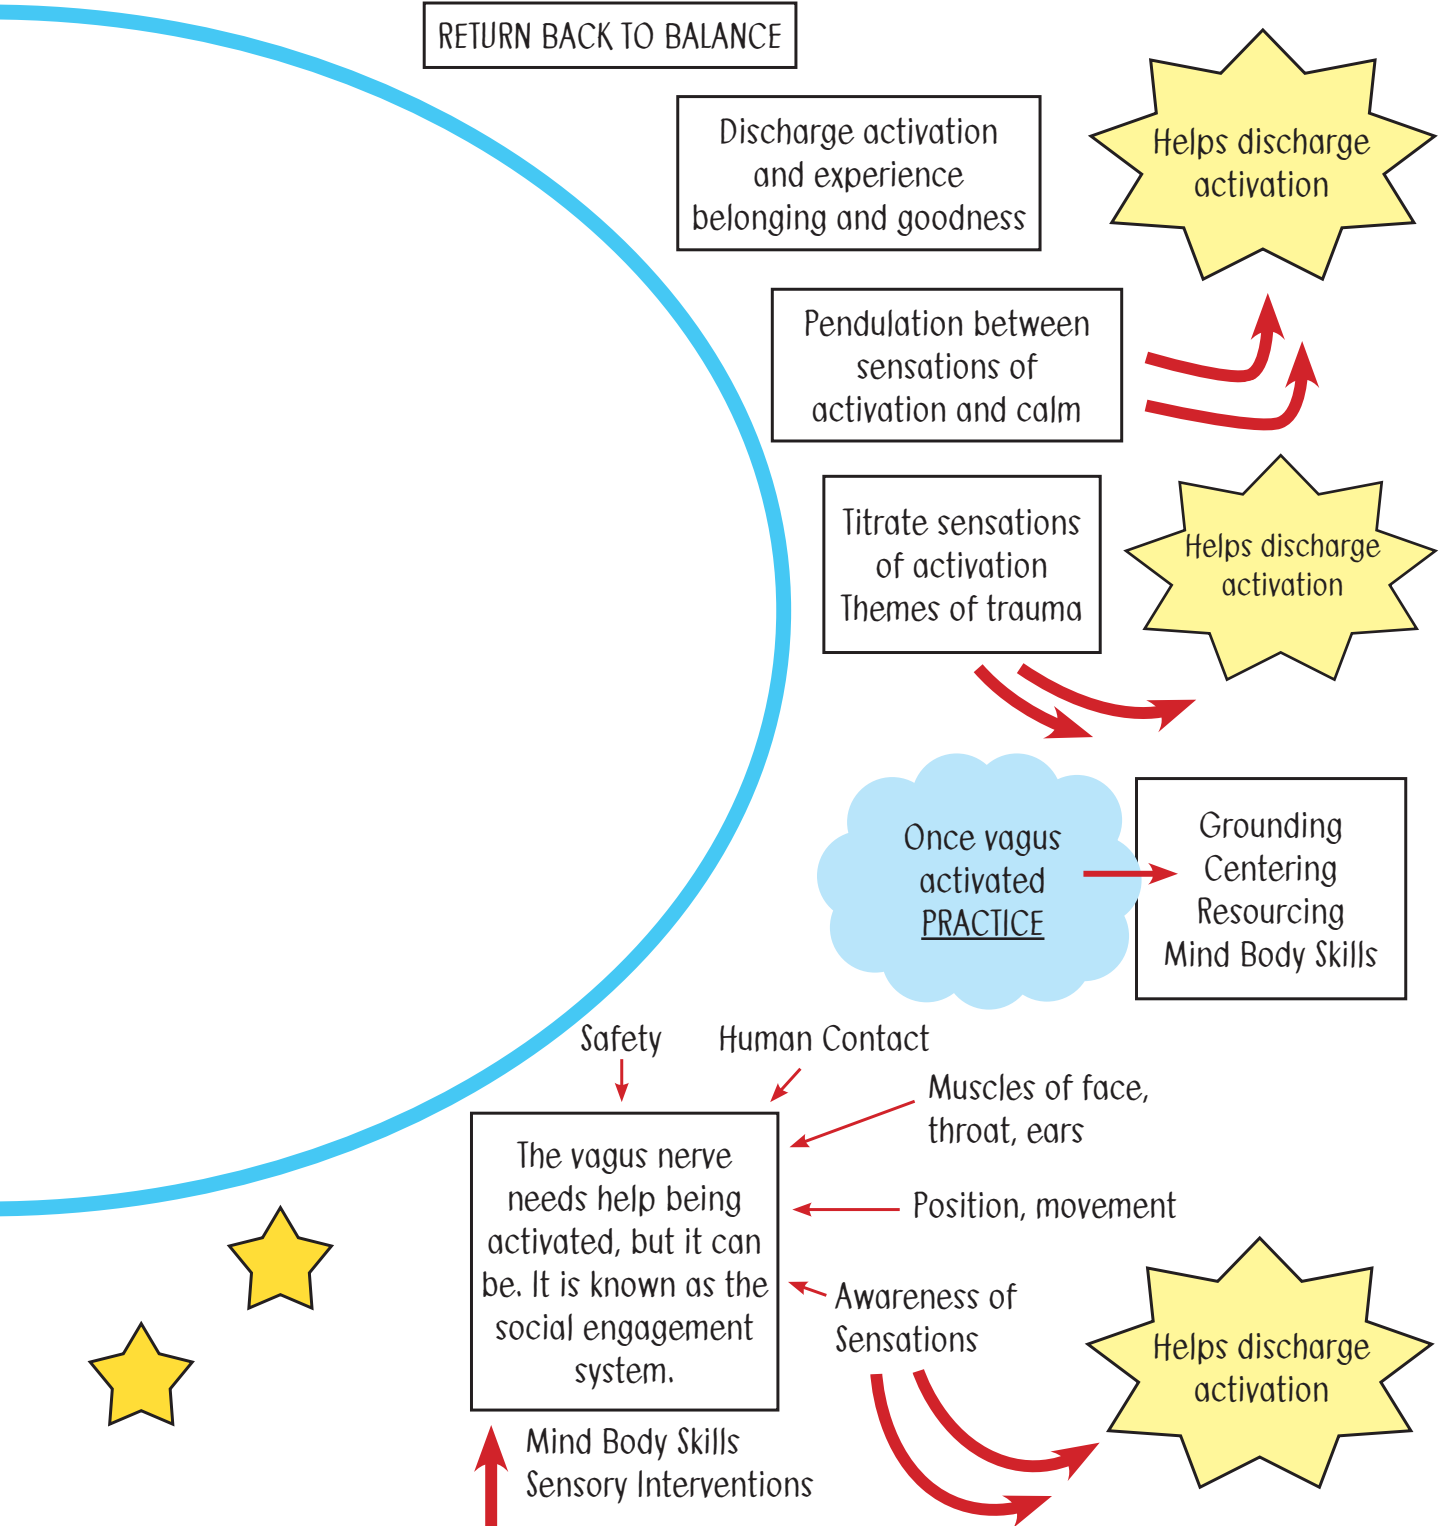 RETURN BACK TO BALANCE
Discharge activation
and experience
belonging and goodness
Helps discharge
activation
Pendulation between
sensations of
activation and calm
Titrate sensations
of activation
Themes of trauma
Helps discharge
activation
Once vagus
activated
PRACTICE
Grounding
Centering
Resourcing
Mind Body Skills
Safety
Human Contact
Muscles of face,
throat, ears
The vagus nerve
needs help being
activated, but it can
be. It is known as the
social engagement
system.
Position, movement
Awareness of
Sensations
Helps discharge
activation
Mind Body Skills
Sensory Interventions